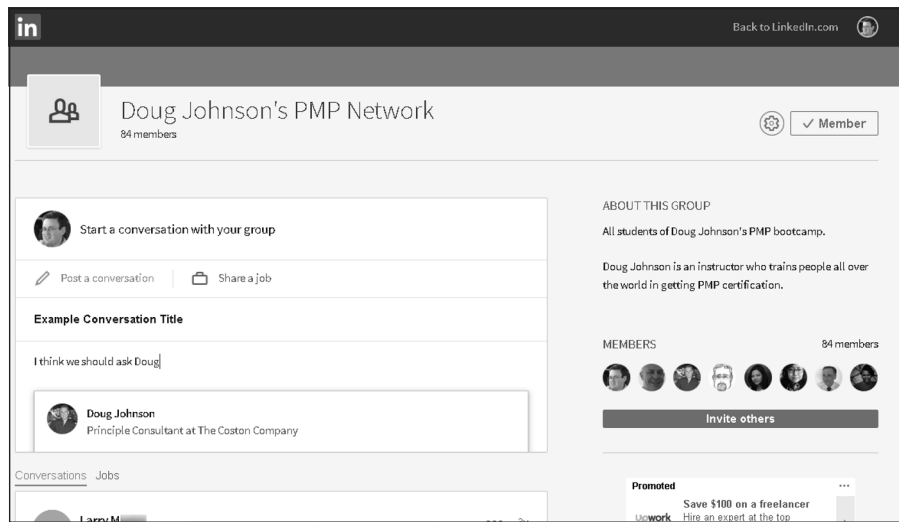 in
Back to LinkedIn.com
Doug Johnson's PMP Network
84 members
Member
Start a conversation with your group
Post a conversation
Share a job
Example Conversation Title
I think we should ask Doug
Doug Johnson
Principle Consultant at The Coston Company
Conversations Jobs
Larry M
ABOUT THIS GROUP
All students of Doug Johnson's PMP bootcamp.
Doug Johnson is an instructor who trains people all over
the world in getting PMP certification.
MEMBERS
84 members
Invite others
Promoted
Save $100 on a freelancer
Upwork
Hire an expert at the top